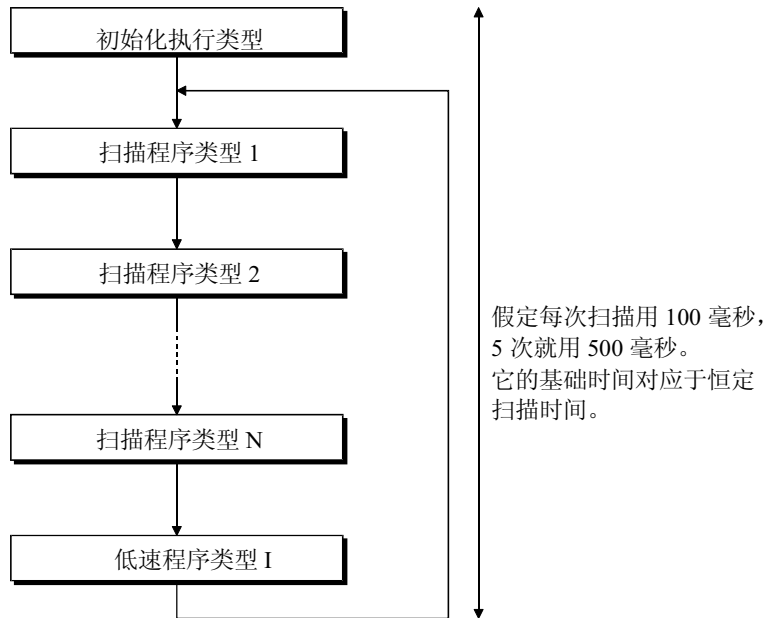 初始化执行类型
扫描程序类型 1
扫描程序类型 2
假定每次扫描用 100 毫秒，
5 次就用 500 毫秒。
它的基础时间对应于恒定
扫描时间。
扫描程序类型 N
低速程序类型 I